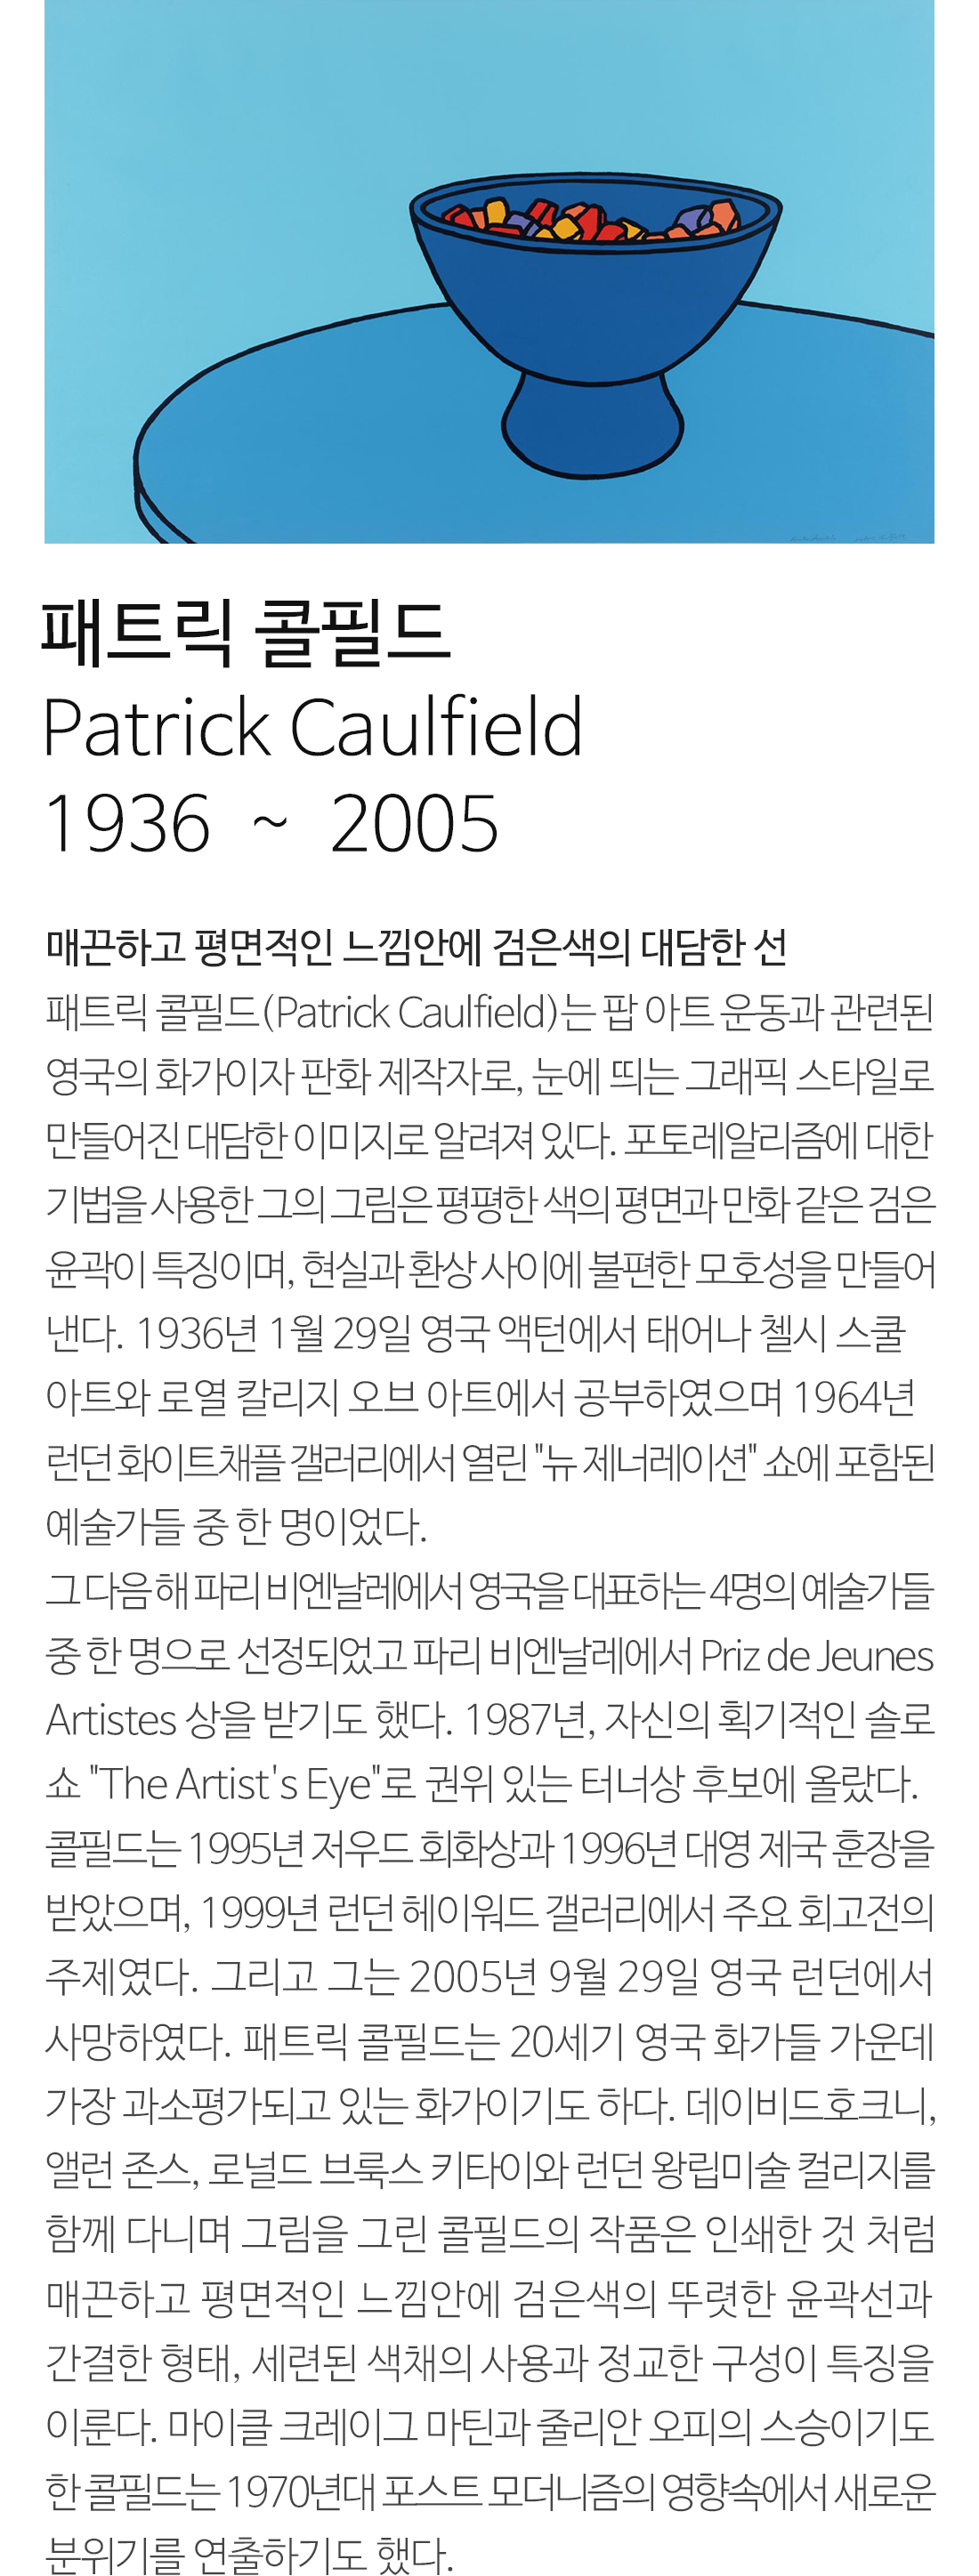 패트릭 콜필드
Patrick Caulfield
1936 ~ 2005
매끈하고 평면적인 느낌안에 검은색의 대담한 선
패트릭 콜필드(Patrick Caulfield)는 팝 아트 운동과 관련된
영국의 화가이자 판화 제작자로, 눈에 띄는 그래픽 스타일로
만들어진 대담한 이미지로 알려져 있다. 포토레알리즘에 대한
기법을 사용한 그의 그림은 평평한 색의 평면과 만화 같은 검은
윤곽이 특징이며, 현실과 환상 사이에 불편한 모호성을 만들어
낸다. 1936년 1월 29일 영국 액턴에서 태어나 첼시 스쿨
아트와 로열 칼리지 오브 아트에서 공부하였으며 1964년
런던 화이트채플 갤러리에서 열린 "뉴 제너레이션" 쇼에 포함된
예술가들 중 한 명이었다.
그 다음 해 파리 비엔날레에서 영국을 대표하는 4명의 예술가들
중 한 명으로 선정되었고 파리 비엔날레에서 Priz de Jeunes
Artistes 상을 받기도 했다. 1987년, 자신의 획기적인 솔로
쇼 "The Artist's Eye"로 권위 있는 터너상 후보에 올랐다.
콜필드는 1995년 저우드 회화상과 1996년 대영 제국 훈장을
받았으며, 1999년 런던 헤이워드 갤러리에서 주요 회고전의
주제였다. 그리고 그는 2005년 9월 29일 영국 런던에서
사망하였다. 패트릭 콜필드는 20세기 영국 화가들 가운데
가장 과소평가되고 있는 화가이기도 하다. 데이비드호크니,
앨런 존스, 로널드 브룩스 키타이와 런던 왕립미술 컬리지를
함께 다니며 그림을 그린 콜필드의 작품은 인쇄한 것 처럼
매끈하고 평면적인 느낌안에 검은색의 뚜렷한 윤곽선과
간결한 형태, 세련된 색채의 사용과 정교한 구성이 특징을
이룬다. 마이클 크레이그 마틴과 줄리안 오피의 스승이기도
한 콜필드는 1970년대 포스트 모더니즘의 영향속에서 새로운
분위기를 연출하기도 했다.